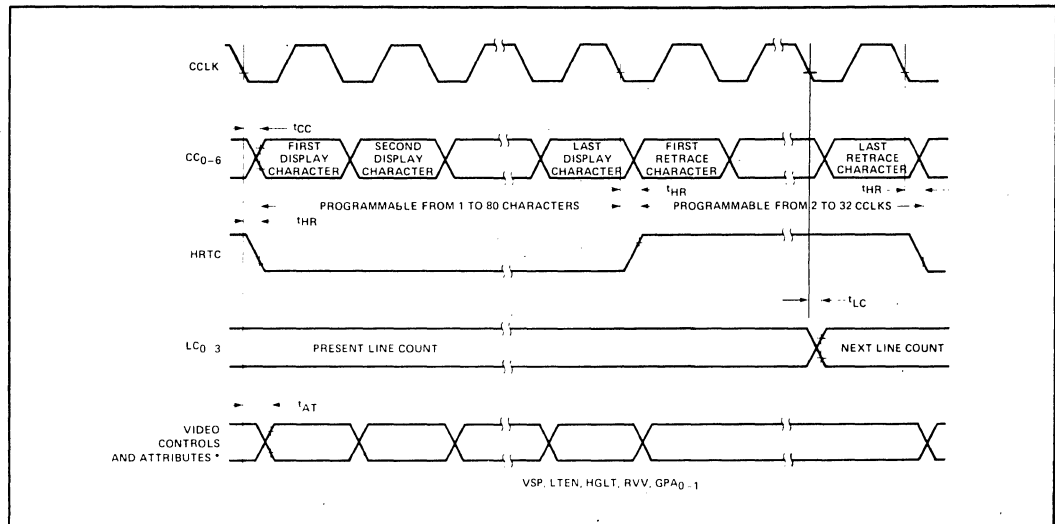 CCLK
tCC
CC0-6
FIRST DISPLAY CHARACTER
SECOND DISPLAY CHARACTER
LAST DISPLAY CHARACTER
FIRST RETRACE CHARACTER
LAST RETRACE CHARACTER
tHR
tHR
PROGRAMMABLE FROM 1 TO 80 CHARACTERS
PROGRAMMABLE FROM 2 TO 32 CCLKS
tHR
HRTC
tLC
LC0-3
PRESENT LINE COUNT
NEXT LINE COUNT
tAT
VIDEO
CONTROLS
AND ATTRIBUTES *
VSP, LTEN, HGLT, RVV, GPA0-1